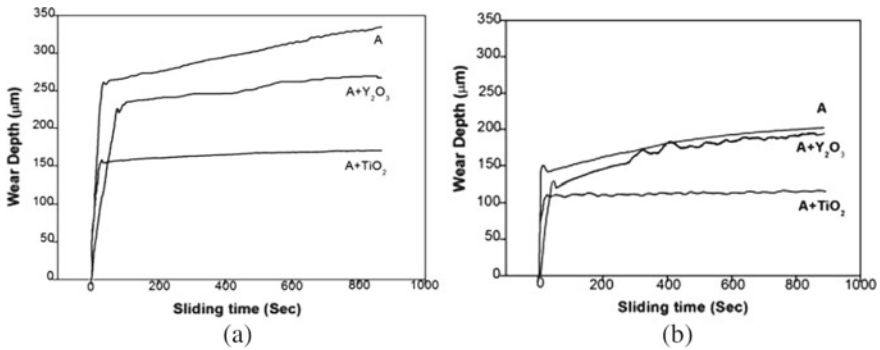 350
300
250
200
150
100
50
0
Wear Depth (μm)
A
A+Y₂O₃
A+TiO₂
0 200 400 600 800 1000
Sliding time (Sec)
(a)
350
300
250
200
150
100
50
0
Wear Depth (μm)
A
A+Y₂O₃
A+TiO₂
0 200 400 600 800 1000
Sliding time (Sec)
(b)